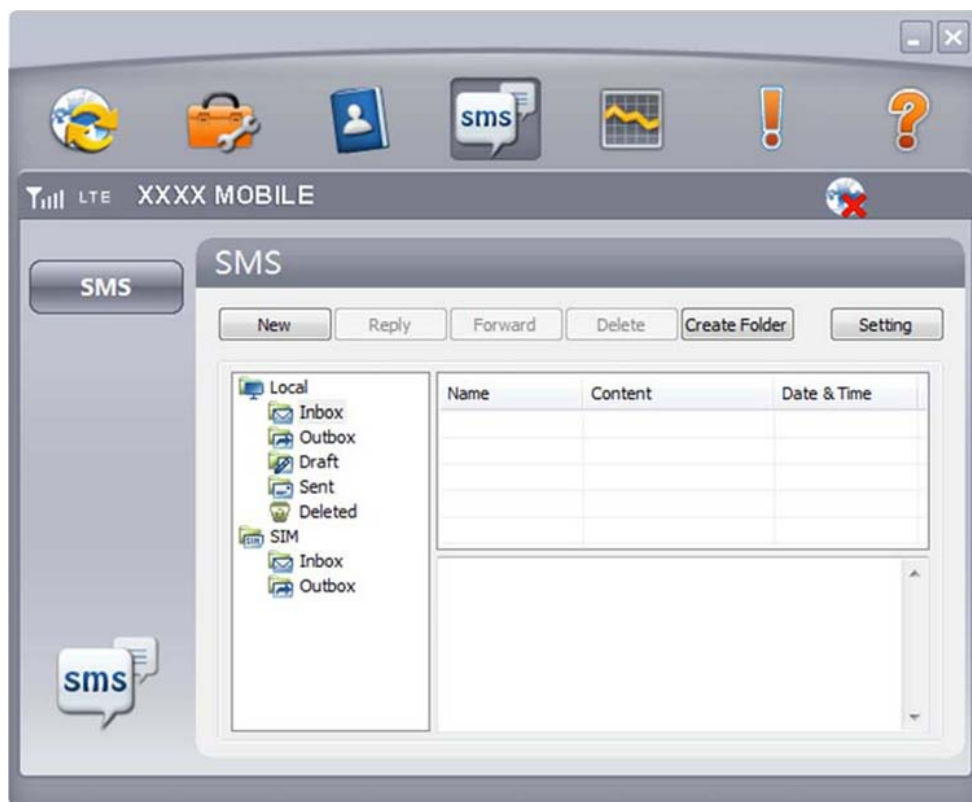 sms
LTE XXXX MOBILE
SMS
SMS
New Reply Forward Delete Create Folder Setting
Local
Inbox
Outbox
Draft
Sent
Deleted
SIM
Inbox
Outbox
Name Content Date & Time
sms